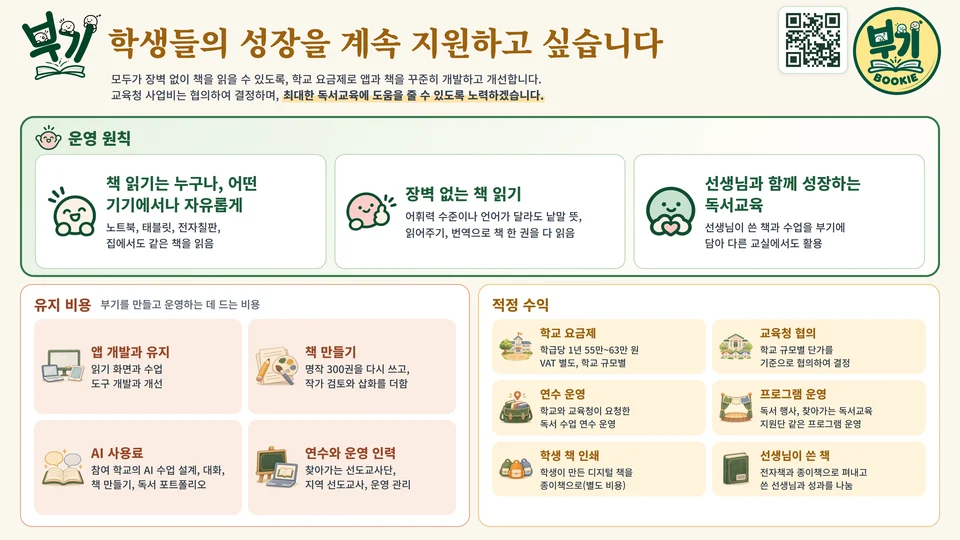 부기
학생들의 성장을 계속 지원하고 싶습니다
모두가 장벽 없이 책을 읽을 수 있도록, 학교 요금제로 앱과 책을 꾸준히 개발하고 개선합니다.
교육청 사업비는 협의하여 결정하며, 최대한 독서교육에 도움을 줄 수 있도록 노력하겠습니다.
부기
BOOKIE
운영 원칙
책 읽기는 누구나, 어떤
기기에서나 자유롭게
노트북, 태블릿, 전자칠판,
집에서도 같은 책을 읽음
장벽 없는 책 읽기
어휘력 수준이나 언어가 달라도 낱말 뜻,
읽어주기, 번역으로 책 한 권을 다 읽음
선생님과 함께 성장하는
독서교육
선생님이 쓴 책과 수업을 부기에
담아 다른 교실에서도 활용
유지 비용 부기를 만들고 운영하는 데 드는 비용
앱 개발과 유지
읽기 화면과 수업
도구 개발과 개선
책 만들기
명작 300권을 다시 쓰고,
작가 검토와 삽화를 더함
AI 사용료
참여 학교의 AI 수업 설계, 대화,
책 만들기, 독서 포트폴리오
연수와 운영 인력
찾아가는 선도교사단,
지역 선도교사, 운영 관리
적정 수익
학교 요금제
학급당 1년 55만~63만 원
VAT 별도, 학교 규모별
교육청 협의
학교 규모별 단가를
기준으로 협의하여 결정
연수 운영
학교와 교육청이 요청한
독서 수업 연수 운영
프로그램 운영
독서 행사, 찾아가는 독서교육
지원단 같은 프로그램 운영
학생 책 인쇄
학생이 만든 디지털 책을
종이책으로(별도 비용)
선생님이 쓴 책
전자책과 종이책으로 펴내고
쓴 선생님과 성과를 나눔